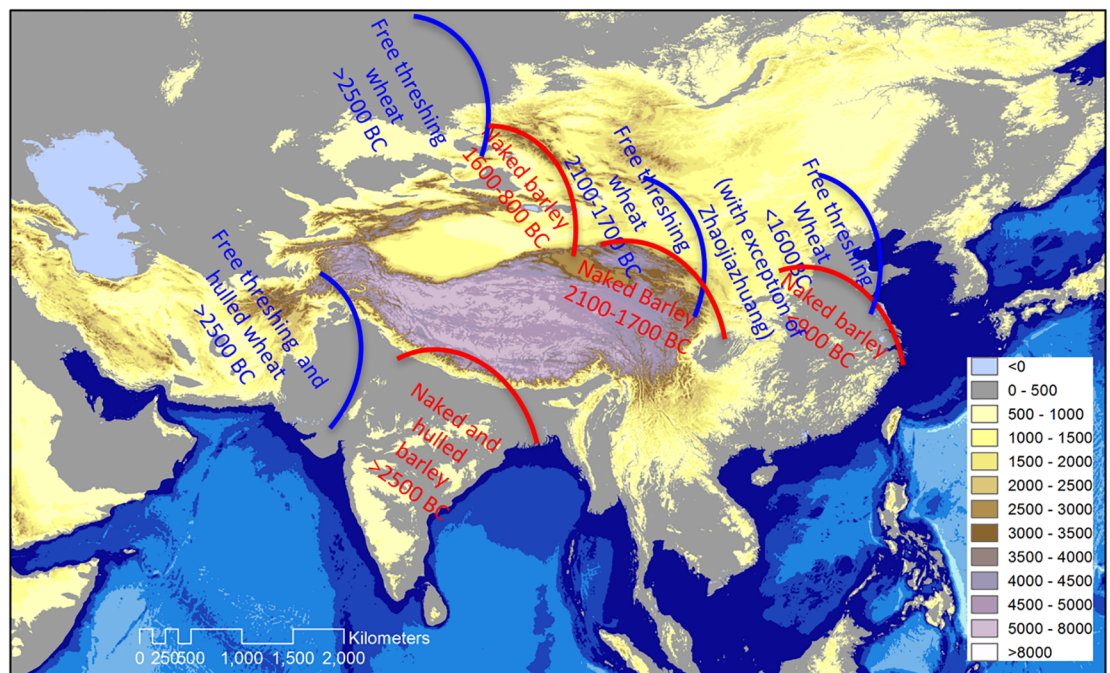 Free threshing
wheat
>2500 BC
Naked barley
1600-800 BC
Free threshing
wheat
2100-1700 BC
Free threshing
Wheat
<1600BC
(with exception of
Zhaojiazhuang)
Naked Barley
2100-1700 BC
Naked barley
<900 BC
Free threshing and
hulled wheat
>2500 BC
Naked and
hulled
barley
>2500 BC
<0
0 - 500
500 - 1000
1000 - 1500
1500 - 2000
2000 - 2500
2500 - 3000
3000 - 3500
3500 - 4000
4000 - 4500
4500 - 5000
5000 - 8000
>8000
Kilometers
0 250500 1,000 1,500 2,000